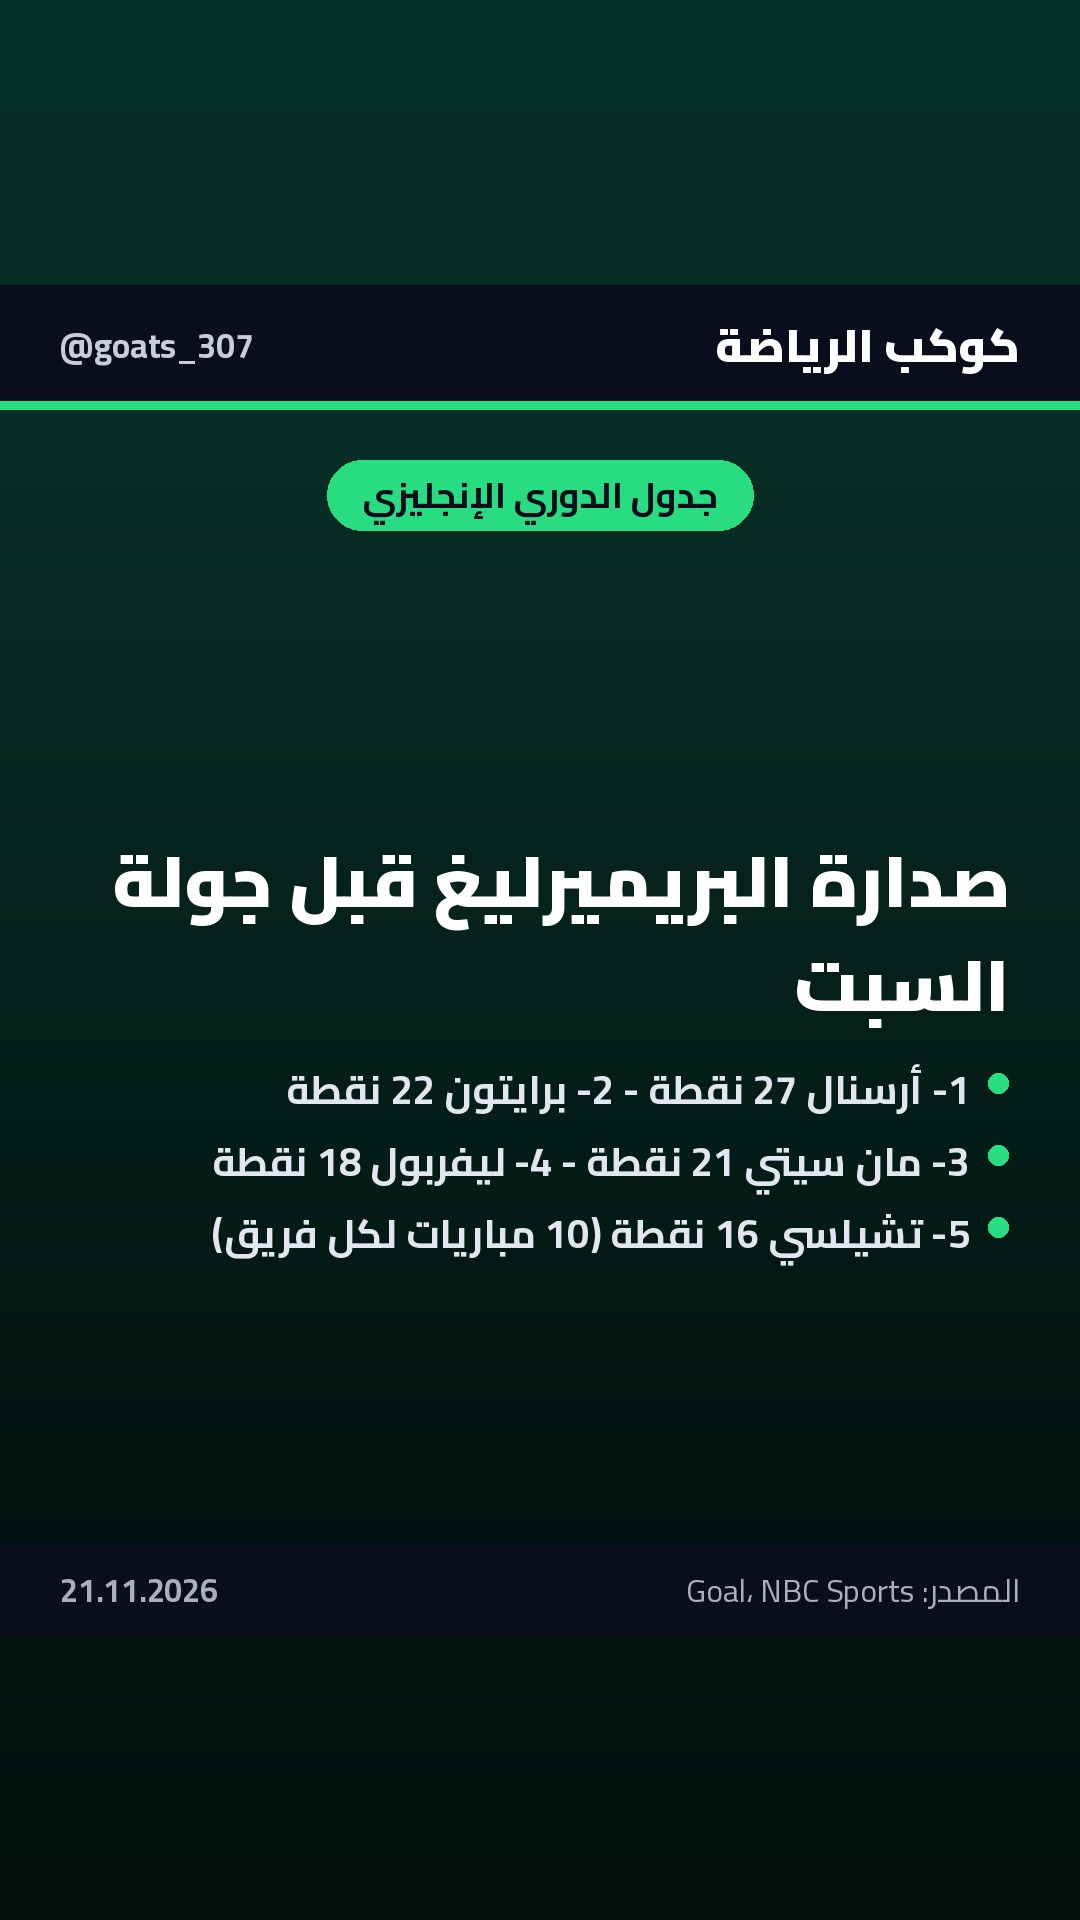 كوكب الرياضة
@goats_307
جدول الدوري الإنجليزي
صدارة البريميرليغ قبل جولة
السبت
1- أرسنال 27 نقطة - 2- برايتون 22 نقطة
3- مان سيتي 21 نقطة - 4- ليفربول 18 نقطة
5- تشيلسي 16 نقطة (10 مباريات لكل فريق)
المصدر: Goal، NBC Sports
21.11.2026